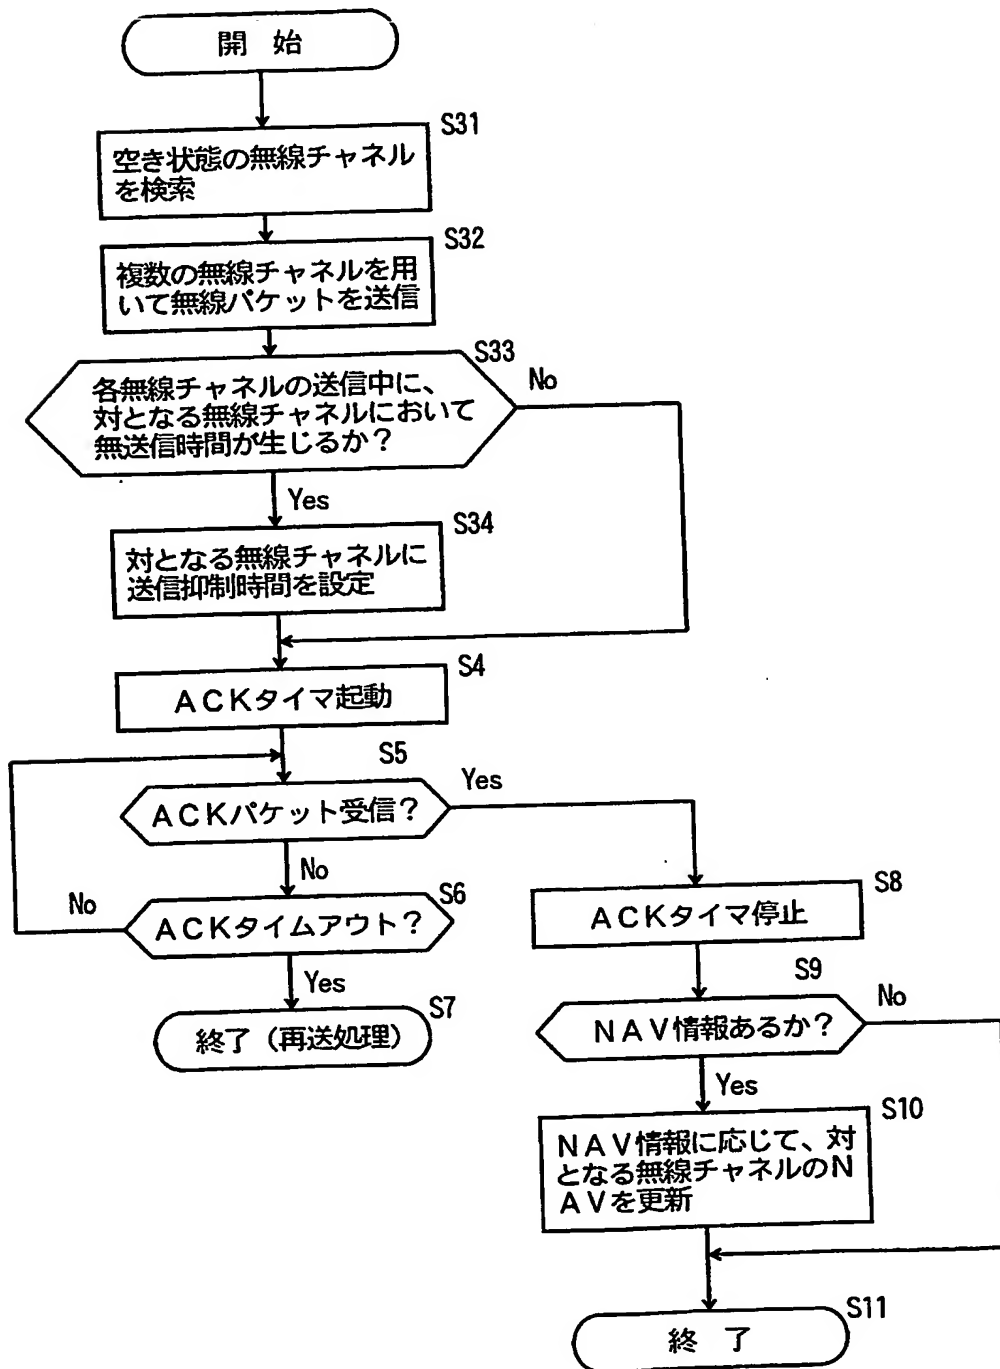 開 始
S31
空き状態の無線チャネル
を検索
S32
複数の無線チャネルを用
いて無線パケットを送信
S33
各無線チャネルの送信中に、
対となる無線チャネルにおいて
無送信時間が生じるか?
No
Yes
S34
対となる無線チャネルに
送信抑制時間を設定
S4
ACKタイマ起動
S5
ACKパケット受信?
Yes
No
S6
ACKタイムアウト?
No
Yes
S7
終了(再送処理)
S8
ACKタイマ停止
S9
NAV情報あるか?
No
Yes
S10
NAV情報に応じて、対
となる無線チャネルのN
AVを更新
S11
終 了